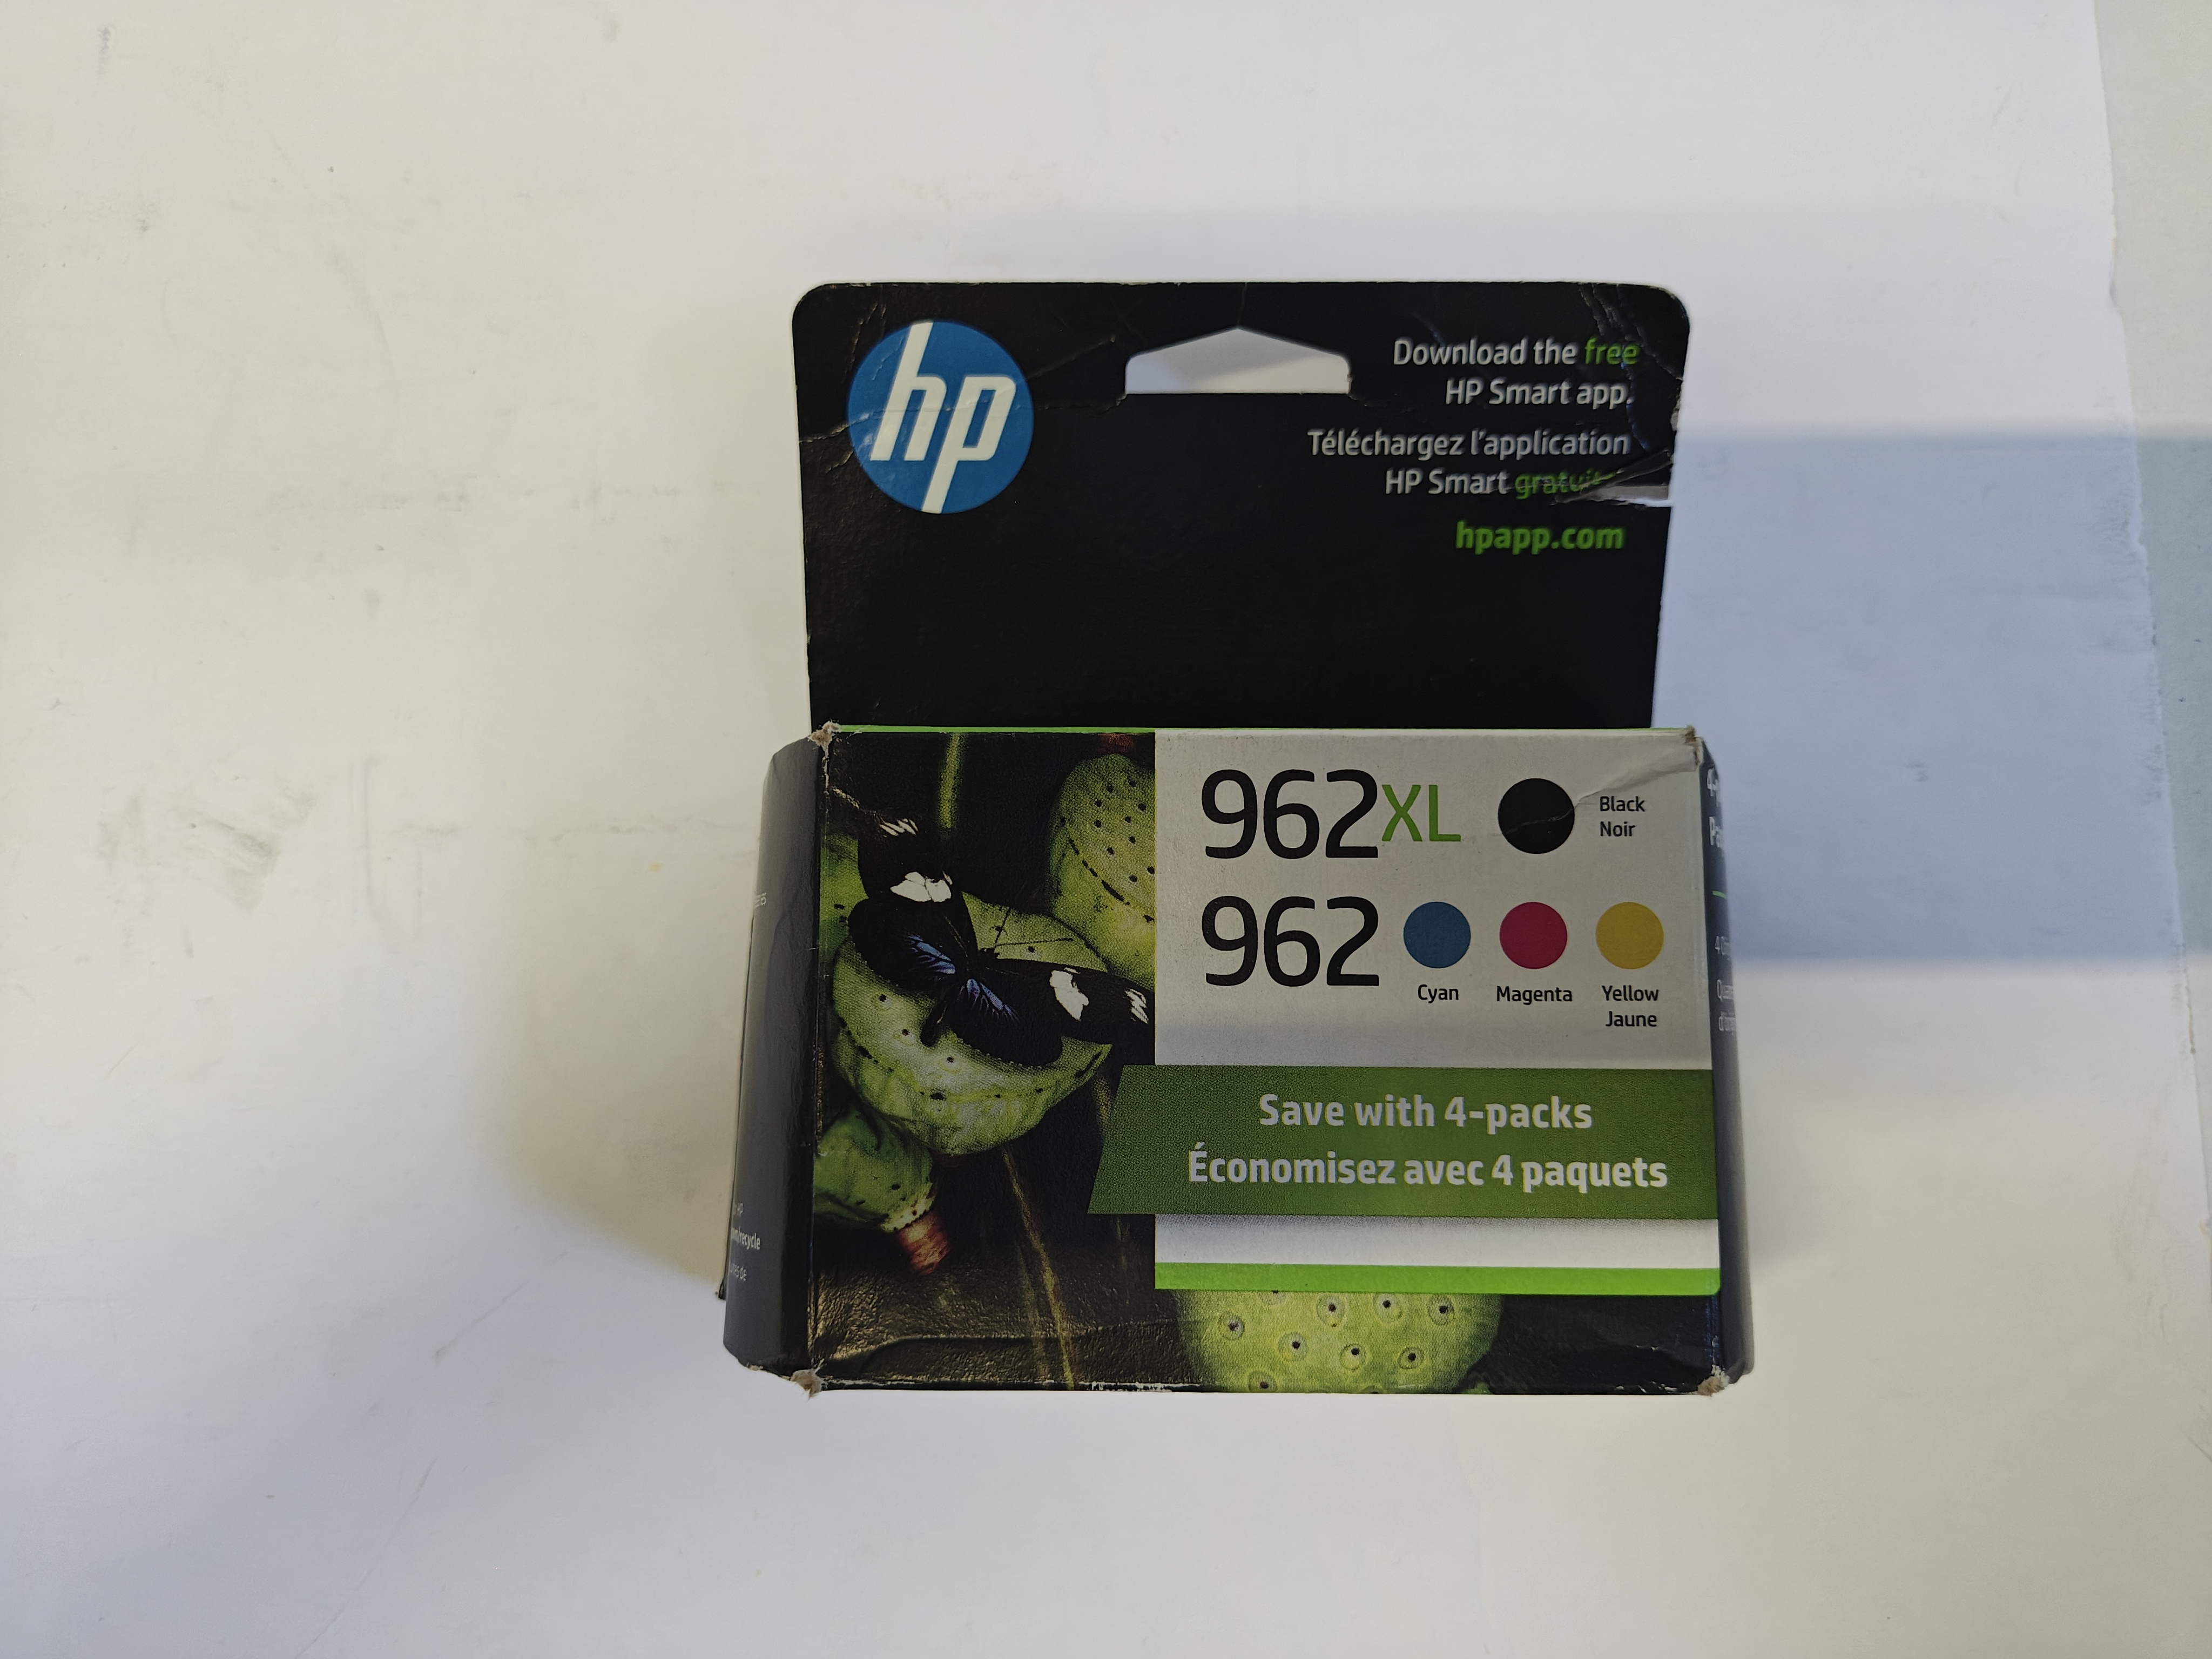 hp
Download the free
HP Smart app.
Téléchargez l'application
HP Smart gratuite
hpapp.com
962XL
Black
Noir
962
Cyan
Magenta
Yellow
Jaune
Save with 4-packs
Économisez avec 4 paquets